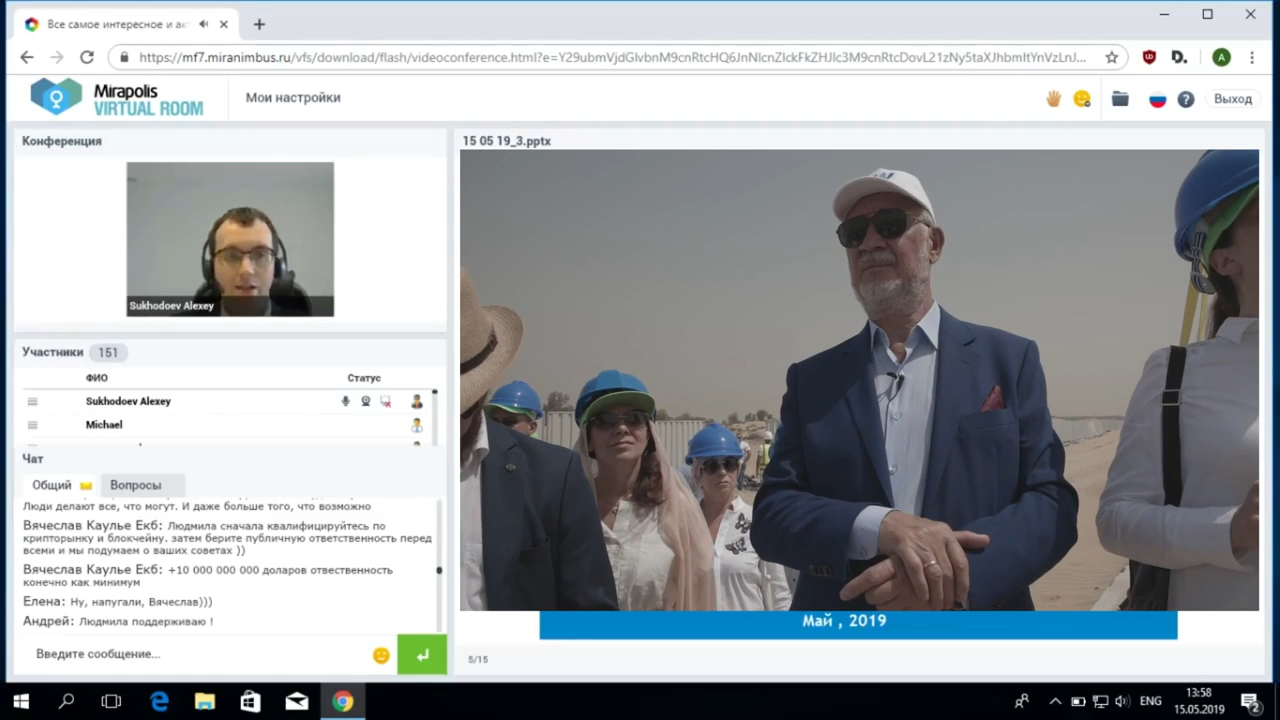 Все самое интересное и ак
https://mf7.miranimbus.ru/vfs/download/flash/videoconference.html?e=Y29ubmVjdGlvbnM9cnRtcHQ6JnNlcnZlckFkZHJlc3M9cnRtcDovL21zNy5taXJhbmltYnVzLnJ...
Mirapolis
VIRTUAL ROOM
Мои настройки
Выход
Конференция
15 05 19_3.pptx
Sukhodoev Alexey
Участники 151
ФИО Статус
Sukhodoev Alexey
Michael
Чат
Общий Вопросы
Люди делают все, что могут. И даже больше того, что возможно
Вячеслав Каулье Екб: Людмила сначала квалифицируйтесь по
крипторынку и блокчейну. затем берите публичную ответственность перед
всеми и мы подумаем о ваших советах ))
Вячеслав Каулье Екб: +10 000 000 000 доларов отвественность
конечно как минимум
Елена: Ну, напугали, Вячеслав)))
Андрей: Людмила поддерживаю !
Введите сообщение...
Май , 2019
5/15
ENG
13:58
15.05.2019
2